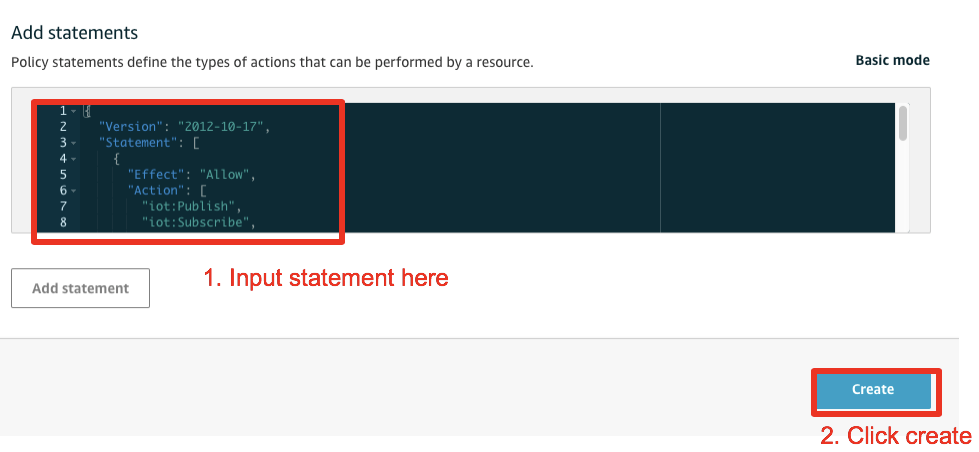 Add statements
Policy statements define the types of actions that can be performed by a resource.
Basic mode
1 {
2 "Version": "2012-10-17",
3 "Statement": [
4 {
5 "Effect": "Allow",
6 "Action": [
7 "iot:Publish",
8 "iot:Subscribe",
1. Input statement here
Add statement
Create
2. Click create